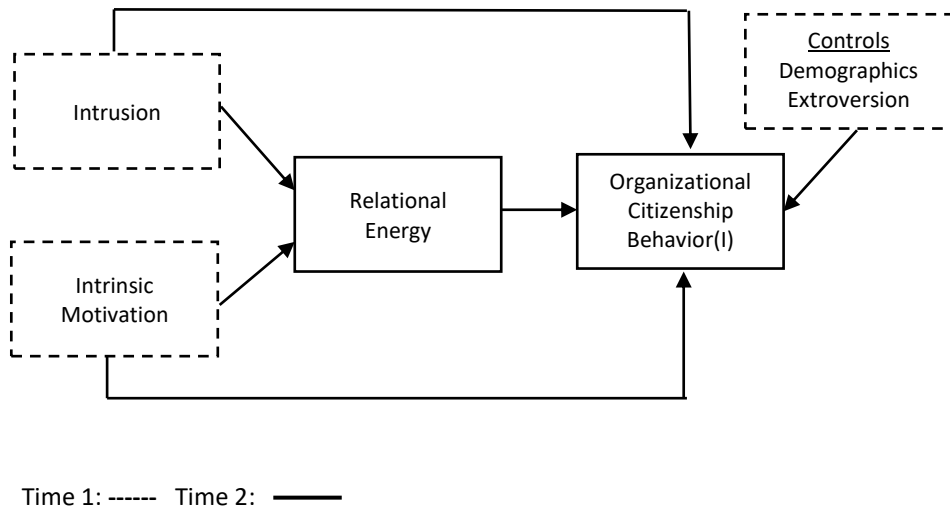 Intrusion
Intrinsic
Motivation
Relational
Energy
Organizational
Citizenship
Behavior(I)
Controls
Demographics
Extroversion
Time 1: ------ Time 2: